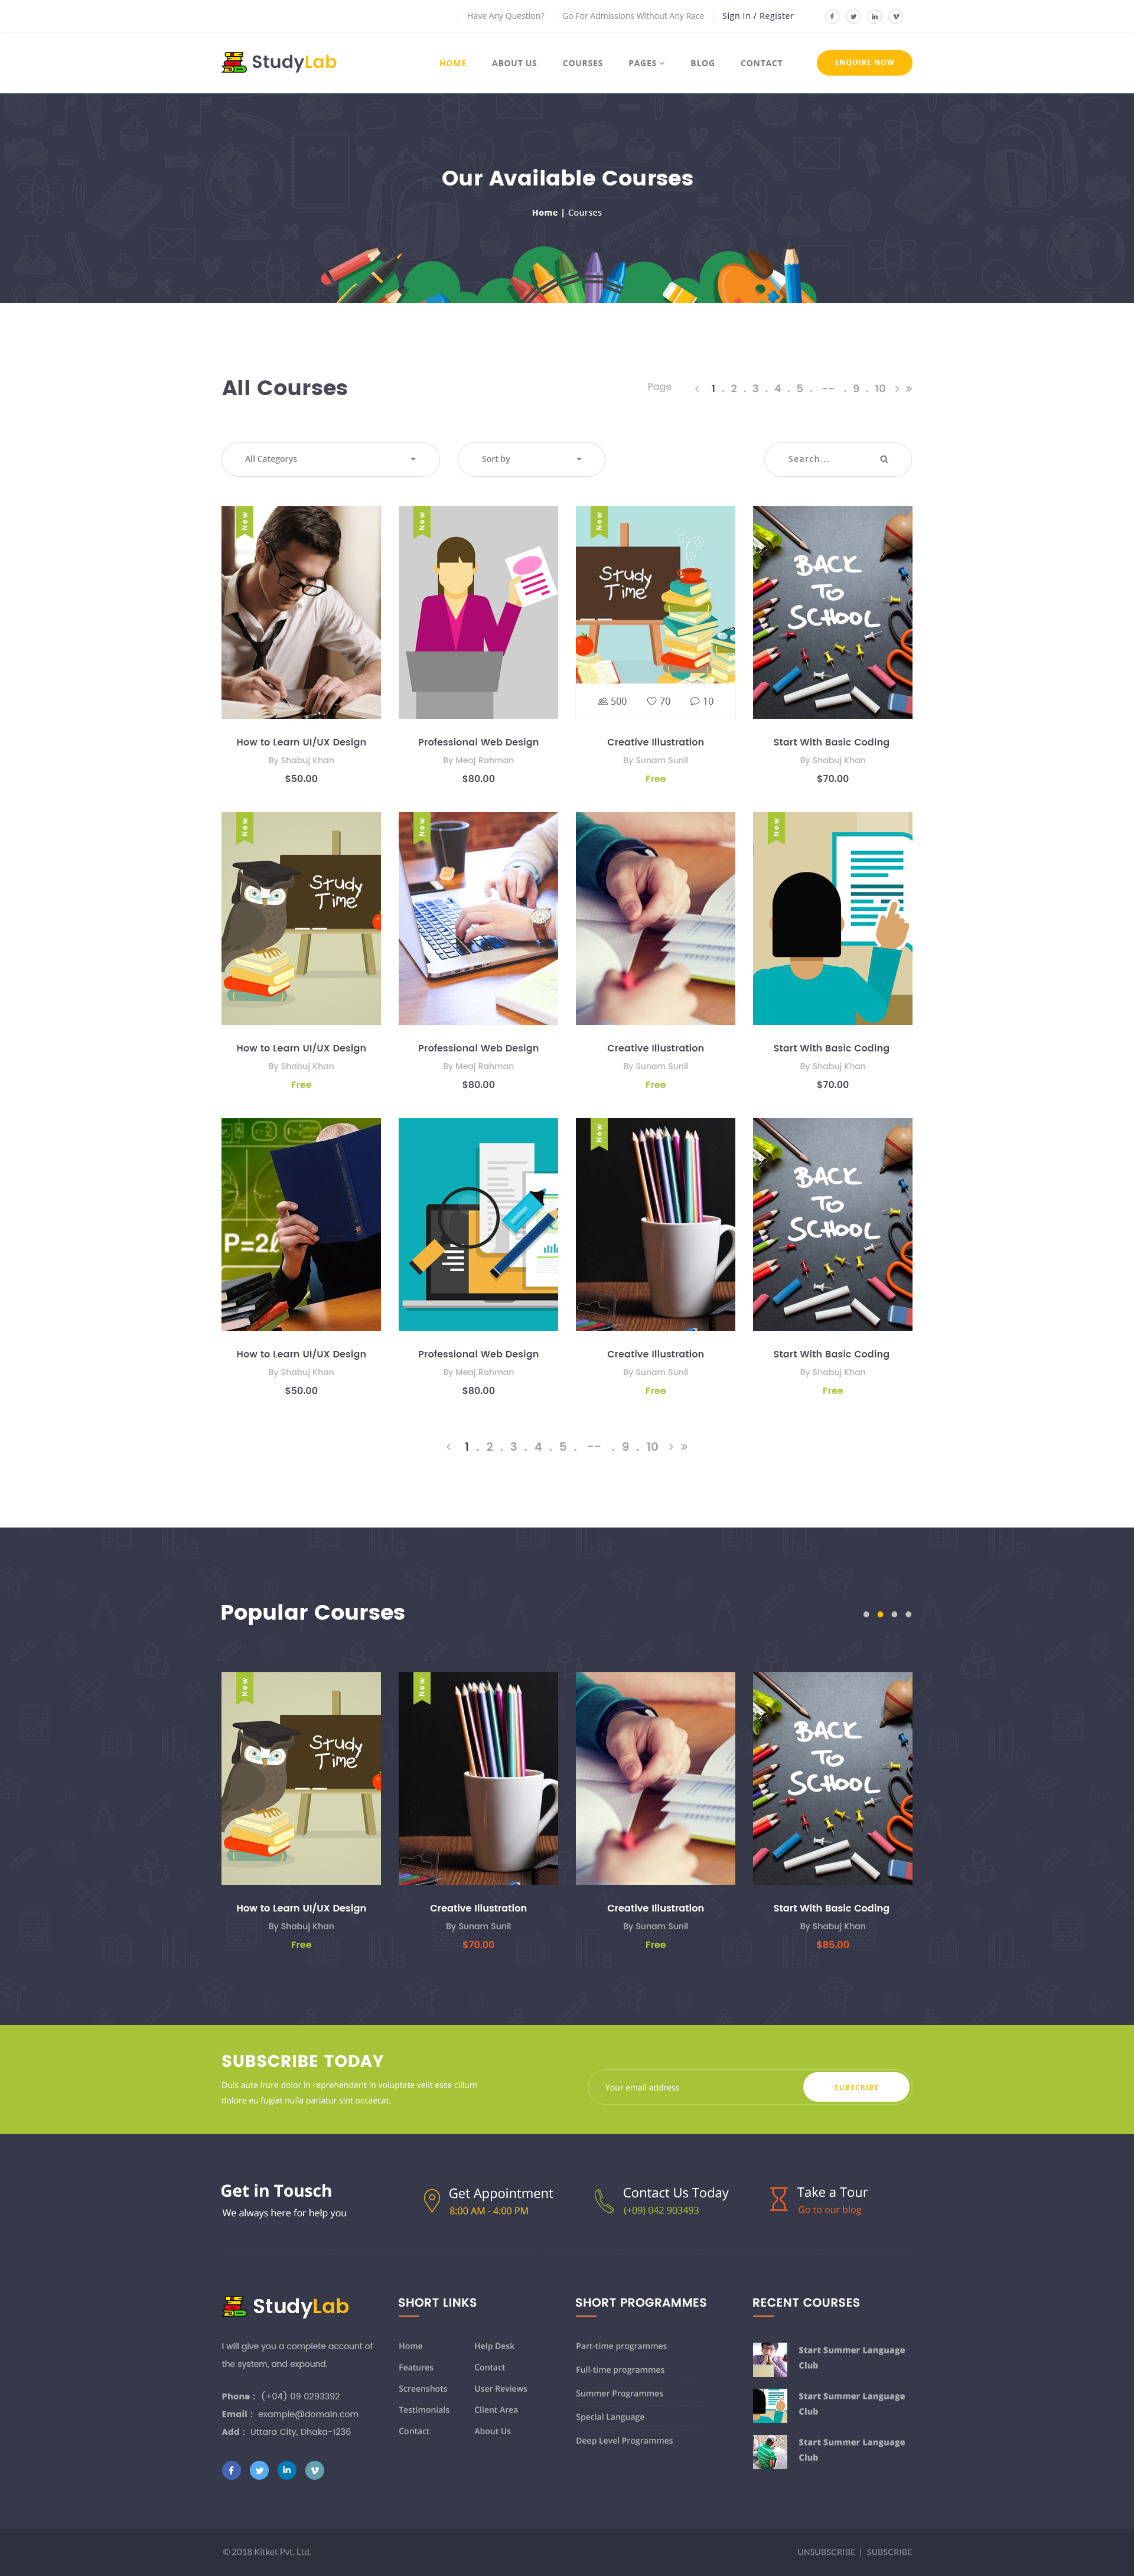 Have Any Question? Go For Admissions Without Any Race Sign In / Register
StudyLab
HOME ABOUT US COURSES PAGES BLOG CONTACT ENQUIRE NOW
Our Available Courses
Home | Courses
All Courses
Page 1 . 2 . 3 . 4 . 5 . -- . 9 . 10
All Categorys Sort by Search...
New New New
Study Time
BACK TO SCHOOL
500 70 10
How to Learn UI/UX Design Professional Web Design Creative Illustration Start With Basic Coding
By Shabuj Khan By Meaj Rahman By Sunam Sunil By Shabuj Khan
$50.00 $80.00 Free $70.00
New New New
Study Time
How to Learn UI/UX Design Professional Web Design Creative Illustration Start With Basic Coding
By Shabuj Khan By Meaj Rahman By Sunam Sunil By Shabuj Khan
Free $80.00 Free $70.00
New
P=2l
BACK TO SCHOOL
How to Learn UI/UX Design Professional Web Design Creative Illustration Start With Basic Coding
By Shabuj Khan By Meaj Rahman By Sunam Sunil By Shabuj Khan
$50.00 $80.00 Free Free
1 . 2 . 3 . 4 . 5 . -- . 9 . 10
Popular Courses
New New
Study Time
BACK TO SCHOOL
How to Learn UI/UX Design Creative Illustration Creative Illustration Start With Basic Coding
By Shabuj Khan By Sunam Sunil By Sunam Sunil By Shabuj Khan
Free $70.00 Free $85.00
SUBSCRIBE TODAY
Duis aute irure dolor in reprehenderit in voluptate velit esse cillum
dolore eu fugiat nulla pariatur sint occaecat.
Your email address SUBSCRIBE
Get in Tousch
We always here for help you
Get Appointment
8:00 AM - 4:00 PM
Contact Us Today
(+09) 042 903493
Take a Tour
Go to our blog
StudyLab
I will give you a complete account of
the system, and expound.
Phone : (+04) 09 0293392
Email : example@domain.com
Add : Uttara City, Dhaka-1236
SHORT LINKS
Home Help Desk
Features Contact
Screenshots User Reviews
Testimonials Client Area
Contact About Us
SHORT PROGRAMMES
Part-time programmes
Full-time programmes
Summer Programmes
Special Language
Deep Level Programmes
RECENT COURSES
Start Summer Language
Club
Start Summer Language
Club
Start Summer Language
Club
© 2018 Kitket Pvt. Ltd. UNSUBSCRIBE | SUBSCRIBE